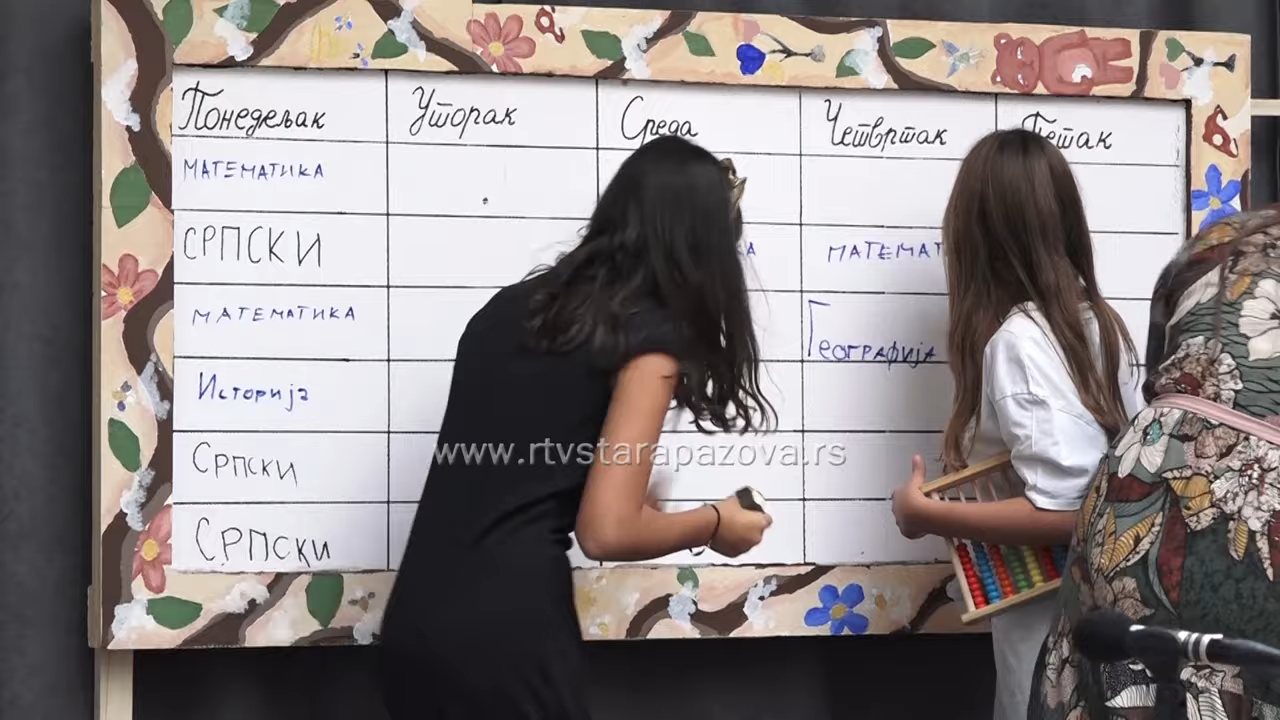 Понедељак Уторак Среда Четвртак Петак
МАТЕМАТИКА
СРПСКИ МАТЕМАТ
МАТЕМАТИКА Географија
Историја
Српски
www.rtvstarapazova.rs
Српски